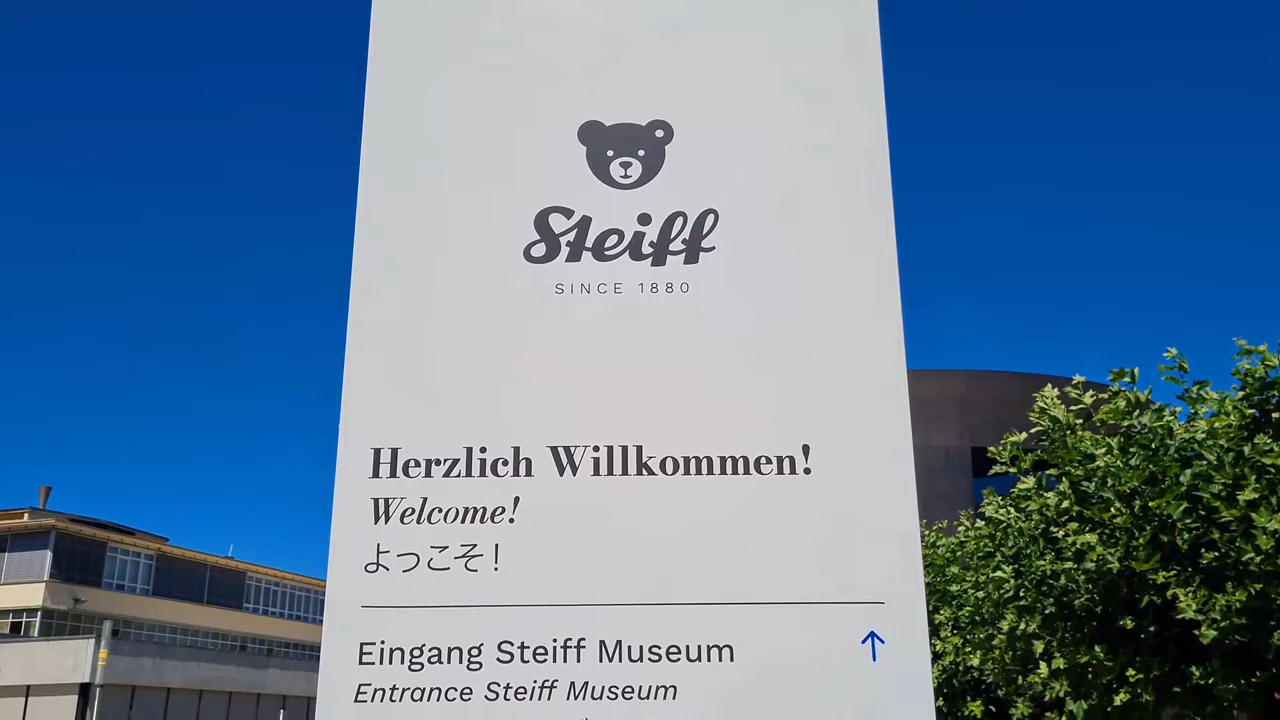 Steiff
SINCE 1880
Herzlich Willkommen!
Welcome!
ようこそ！
Eingang Steiff Museum
↑
Entrance Steiff Museum